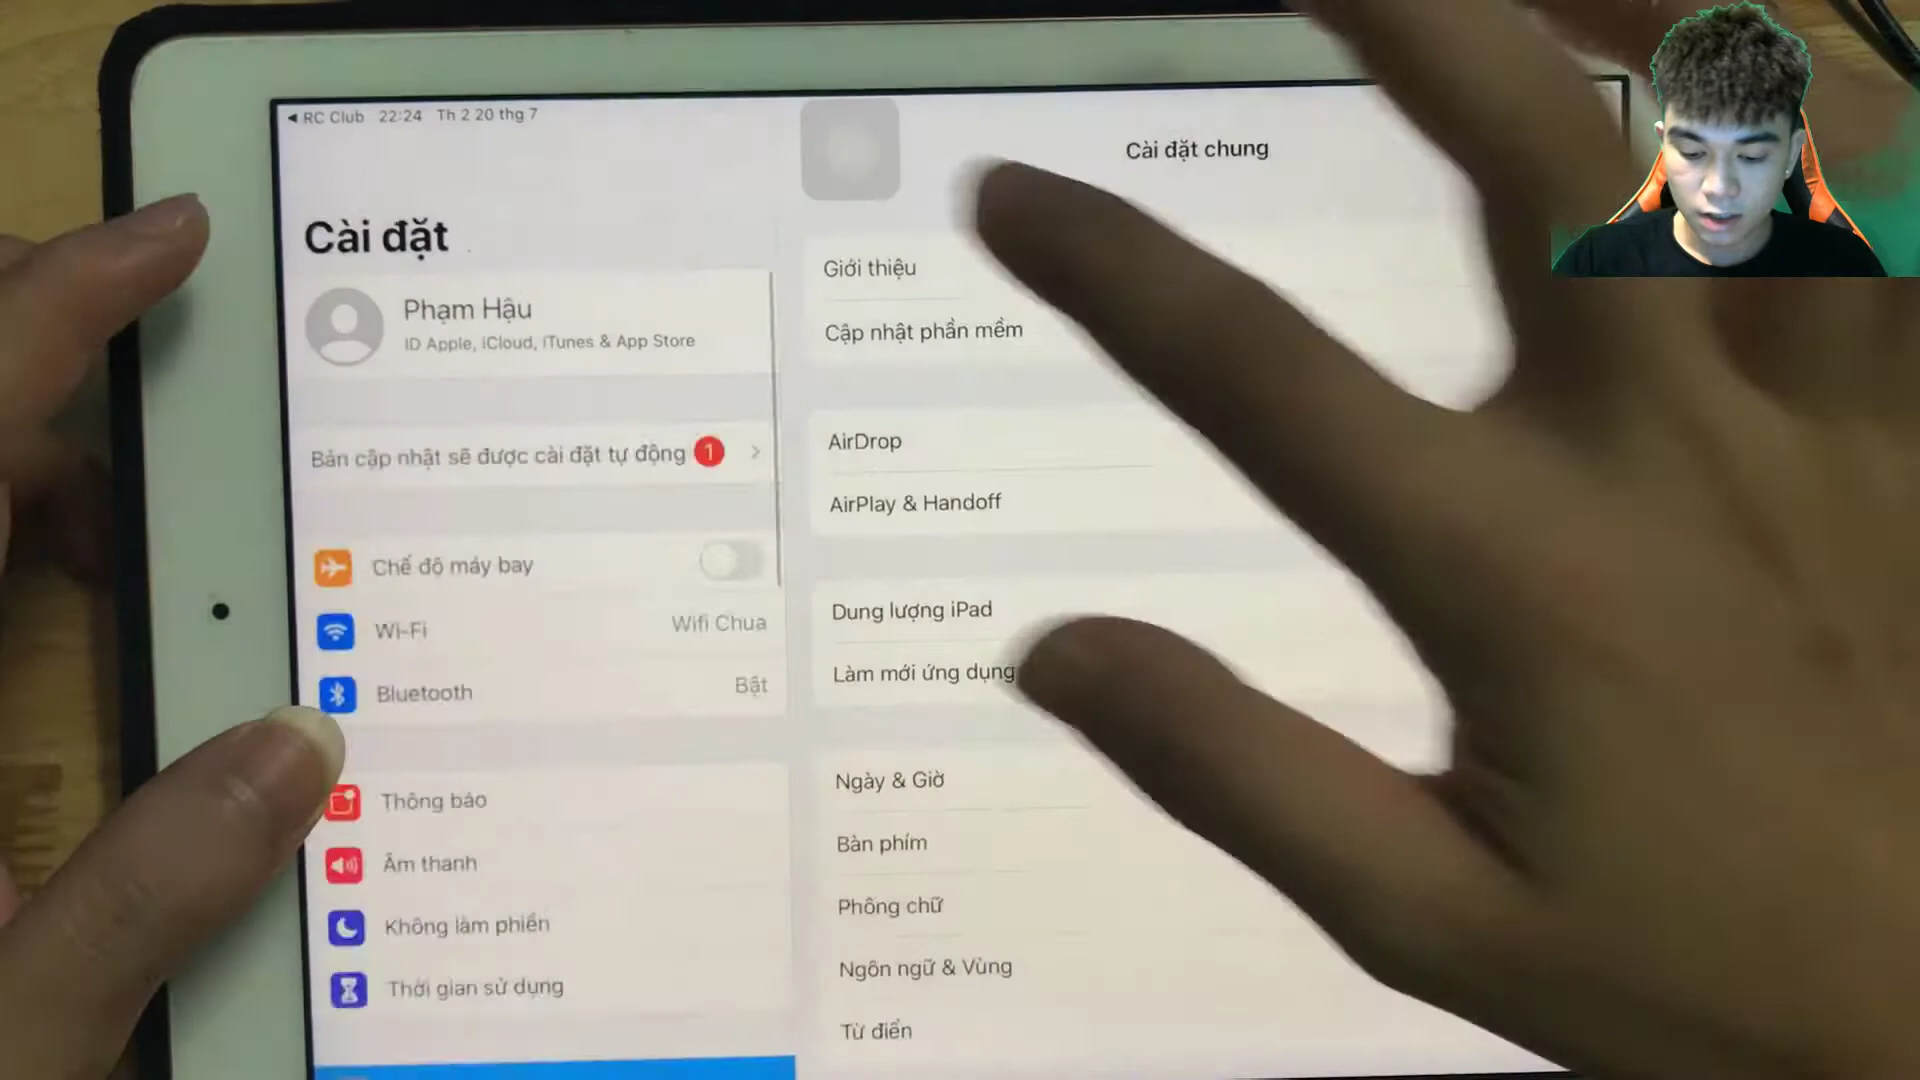 ◀ RC Club 22:24 Th 2 20 thg 7
Cài đặt chung
Cài đặt
Phạm Hậu
ID Apple, iCloud, iTunes & App Store
Bản cập nhật sẽ được cài đặt tự động 1
Chế độ máy bay
Wi-Fi Wifi Chua
Bluetooth Bật
Thông báo
Âm thanh
Không làm phiền
Thời gian sử dụng
Giới thiệu
Cập nhật phần mềm
AirDrop
AirPlay & Handoff
Dung lượng iPad
Làm mới ứng dụng
Ngày & Giờ
Bàn phím
Phông chữ
Ngôn ngữ & Vùng
Từ điển